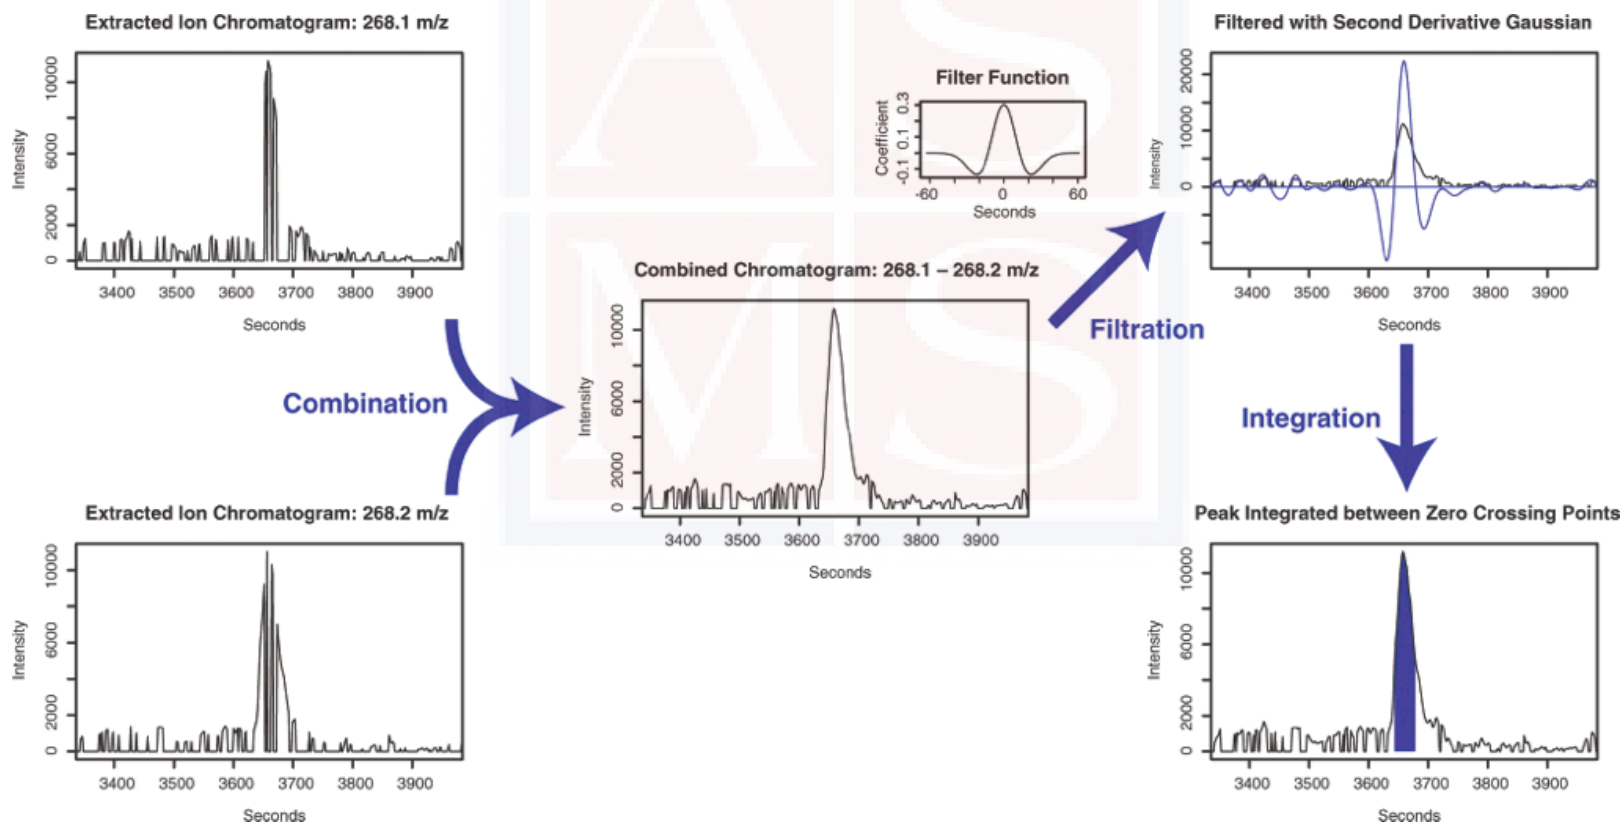 Extracted Ion Chromatogram: 268.1 m/z
Intensity
10000
6000
2000
0
3400 3500 3600 3700 3800 3900
Seconds
Combination
Extracted Ion Chromatogram: 268.2 m/z
Intensity
10000
6000
2000
0
3400 3500 3600 3700 3800 3900
Seconds
A S
M S
Combined Chromatogram: 268.1 – 268.2 m/z
Intensity
10000
6000
2000
0
3400 3500 3600 3700 3800 3900
Seconds
Filter Function
Coefficient
0.3
0.1
-0.1
-60 0 60
Seconds
Filtration
Filtered with Second Derivative Gaussian
Intensity
20000
10000
0
3400 3500 3600 3700 3800 3900
Seconds
Integration
Peak Integrated between Zero Crossing Points
Intensity
10000
6000
2000
0
3400 3500 3600 3700 3800 3900
Seconds